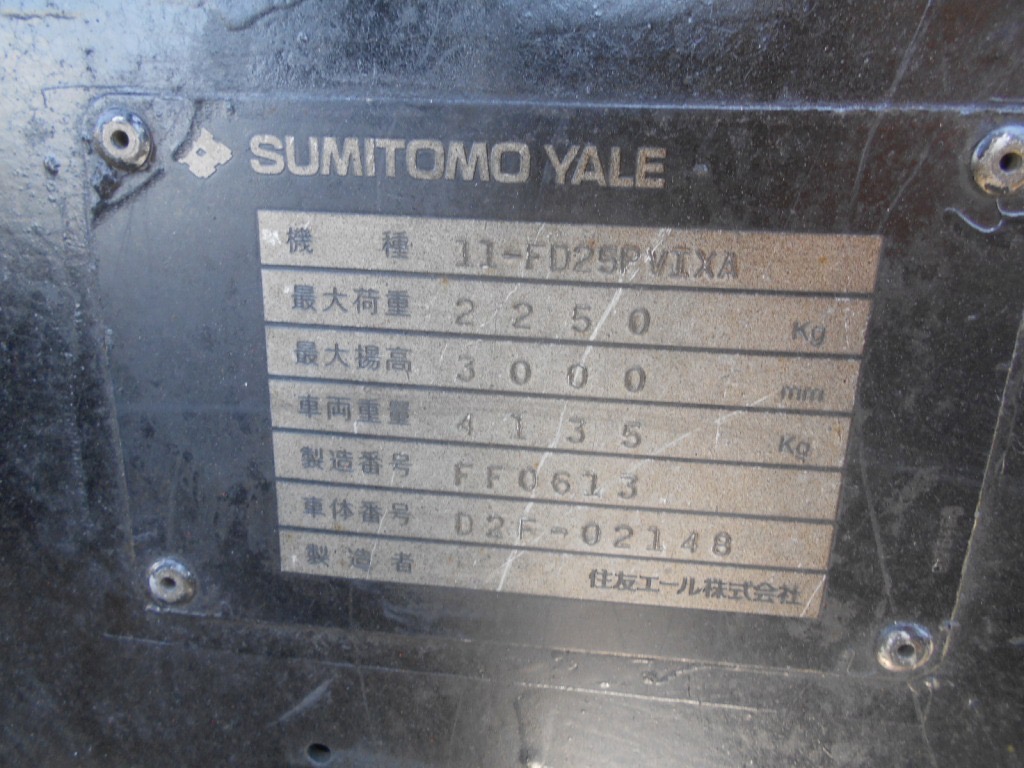 SUMITOMO YALE
機種 11-FD25PVIXA
最大荷重 2250 Kg
最大揚高 3000 mm
車両重量 4135 Kg
製造番号 FF0613
車体番号 D2F-02148
製造者 住友エール株式会社